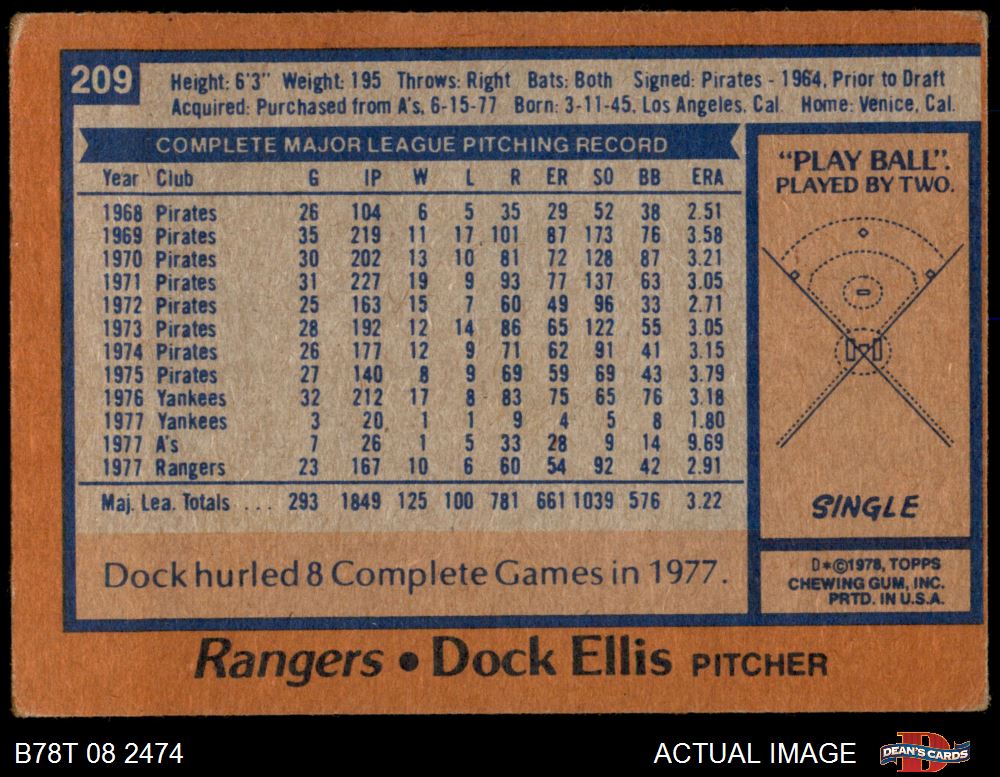 209
Height: 6'3" Weight: 195 Throws: Right Bats: Both Signed: Pirates - 1964, Prior to Draft
Acquired: Purchased from A's, 6-15-77 Born: 3-11-45, Los Angeles, Cal. Home: Venice, Cal.
COMPLETE MAJOR LEAGUE PITCHING RECORD
Year Club G IP W L R ER SO BB ERA
1968 Pirates 26 104 6 5 35 29 52 38 2.51
1969 Pirates 35 219 11 17 101 87 173 76 3.58
1970 Pirates 30 202 13 10 81 72 128 87 3.21
1971 Pirates 31 227 19 9 93 77 137 63 3.05
1972 Pirates 25 163 15 7 60 49 96 33 2.71
1973 Pirates 28 192 12 14 86 65 122 55 3.05
1974 Pirates 26 177 12 9 71 62 91 41 3.15
1975 Pirates 27 140 8 9 69 59 69 43 3.79
1976 Yankees 32 212 17 8 83 75 65 76 3.18
1977 Yankees 3 20 1 1 9 4 5 8 1.80
1977 A's 7 26 1 5 33 28 9 14 9.69
1977 Rangers 23 167 10 6 60 54 92 42 2.91
Maj. Lea. Totals ... 293 1849 125 100 781 661 1039 576 3.22
Dock hurled 8 Complete Games in 1977.
"PLAY BALL".
PLAYED BY TWO.
SINGLE
D*©1978, TOPPS
CHEWING GUM, INC.
PRTD. IN U.S.A.
Rangers • Dock Ellis PITCHER
B78T 08 2474
ACTUAL IMAGE
D
DEAN'S CARDS